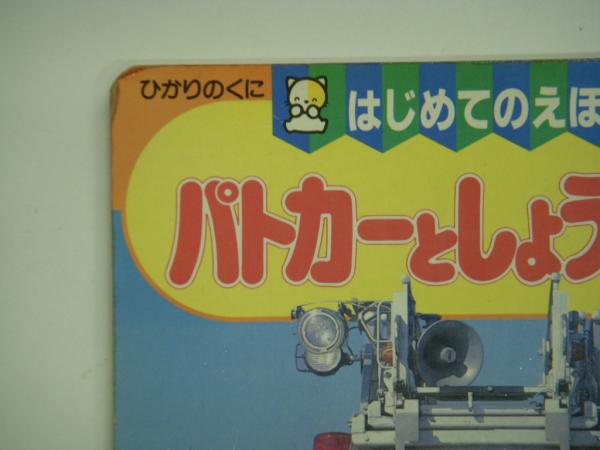 ひかりのくに
はじめてのえほ
パトカーとしょう